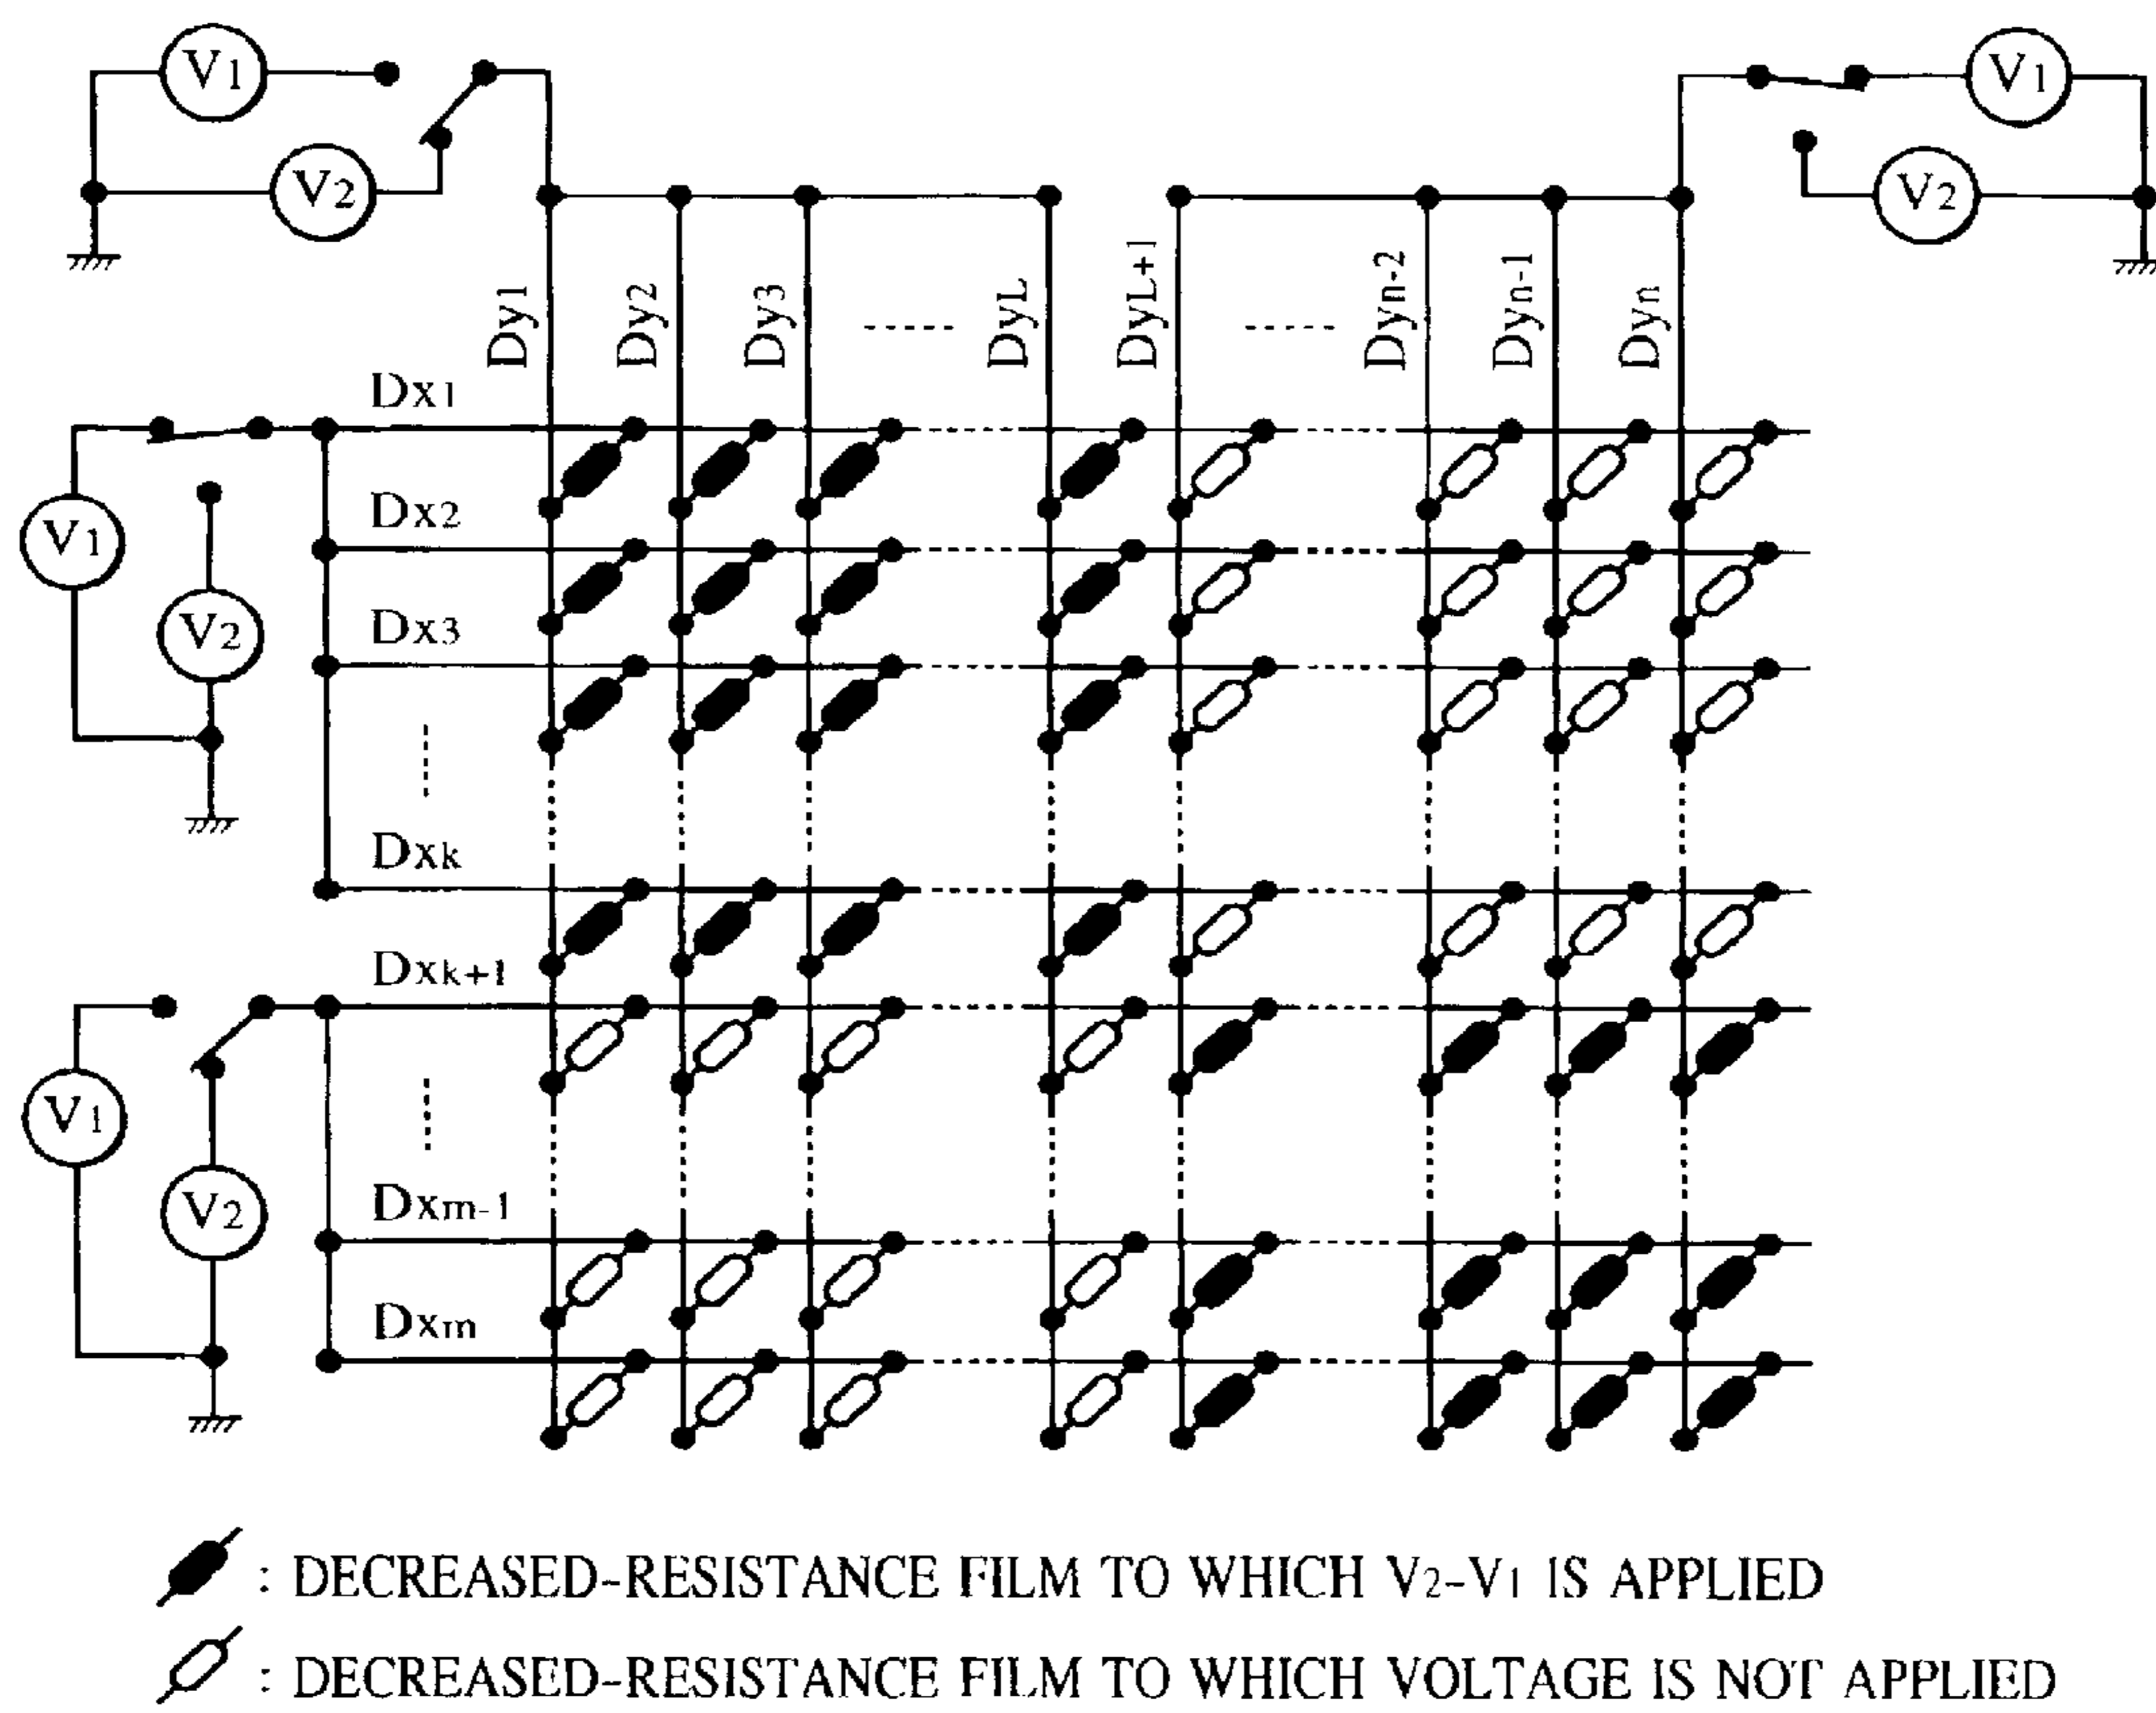 V1
V2
V1
V2
Dy1
Dy2
Dy3
DyL
DyL+1
Dyn-2
Dyn-1
Dyn
Dx1
Dx2
V1
V2
Dx3
Dxk
Dxk+1
V1
V2
Dxm-1
Dxm
: DECREASED-RESISTANCE FILM TO WHICH V2-V1 IS APPLIED
: DECREASED-RESISTANCE FILM TO WHICH VOLTAGE IS NOT APPLIED